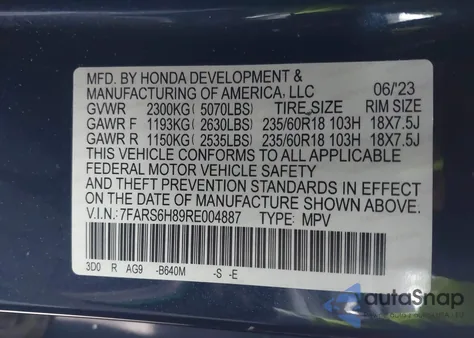 MFD. BY HONDA DEVELOPMENT &
MANUFACTURING OF AMERICA, LLC 06/'23
GVWR 2300KG ( 5070LBS) TIRE SIZE RIM SIZE
GAWR F 1193KG ( 2630LBS) 235/60R18 103H 18X7.5J
GAWR R 1150KG ( 2535LBS) 235/60R18 103H 18X7.5J
THIS VEHICLE CONFORMS TO ALL APPLICABLE
FEDERAL MOTOR VEHICLE SAFETY
AND THEFT PREVENTION STANDARDS IN EFFECT
ON THE DATE OF MANUFACTURE SHOWN ABOVE.
V.I.N.: 7FARS6H89RE004887 TYPE: MPV
3D0 R AG9 -B640M -S -E
autaSnap